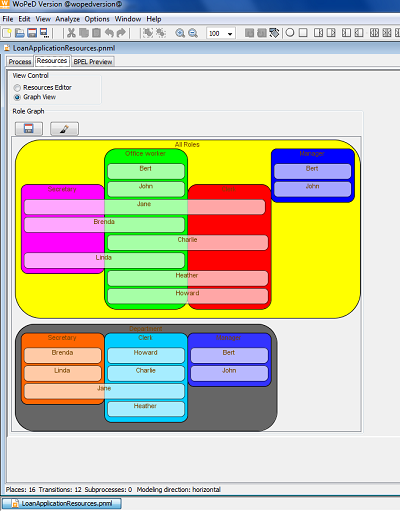 WoPeD Version @wopedversion@
File Edit View Analyze Options Window Help
100
LoanApplicationResources.pnml
Process Resources BPEL Preview
View Control
Resources Editor
Graph View
Role Graph
All Roles
Office worker Manager
Bert Bert
John John
Secretary
Jane
Brenda
Charlie
Linda
Heather
Howard
Department
Secretary Clerk Manager
Brenda Howard Bert
Linda Charlie John
Jane
Heather
Places: 16 Transitions: 12 Subprocesses: 0 Modeling direction: horizontal
LoanApplicationResources.pnml